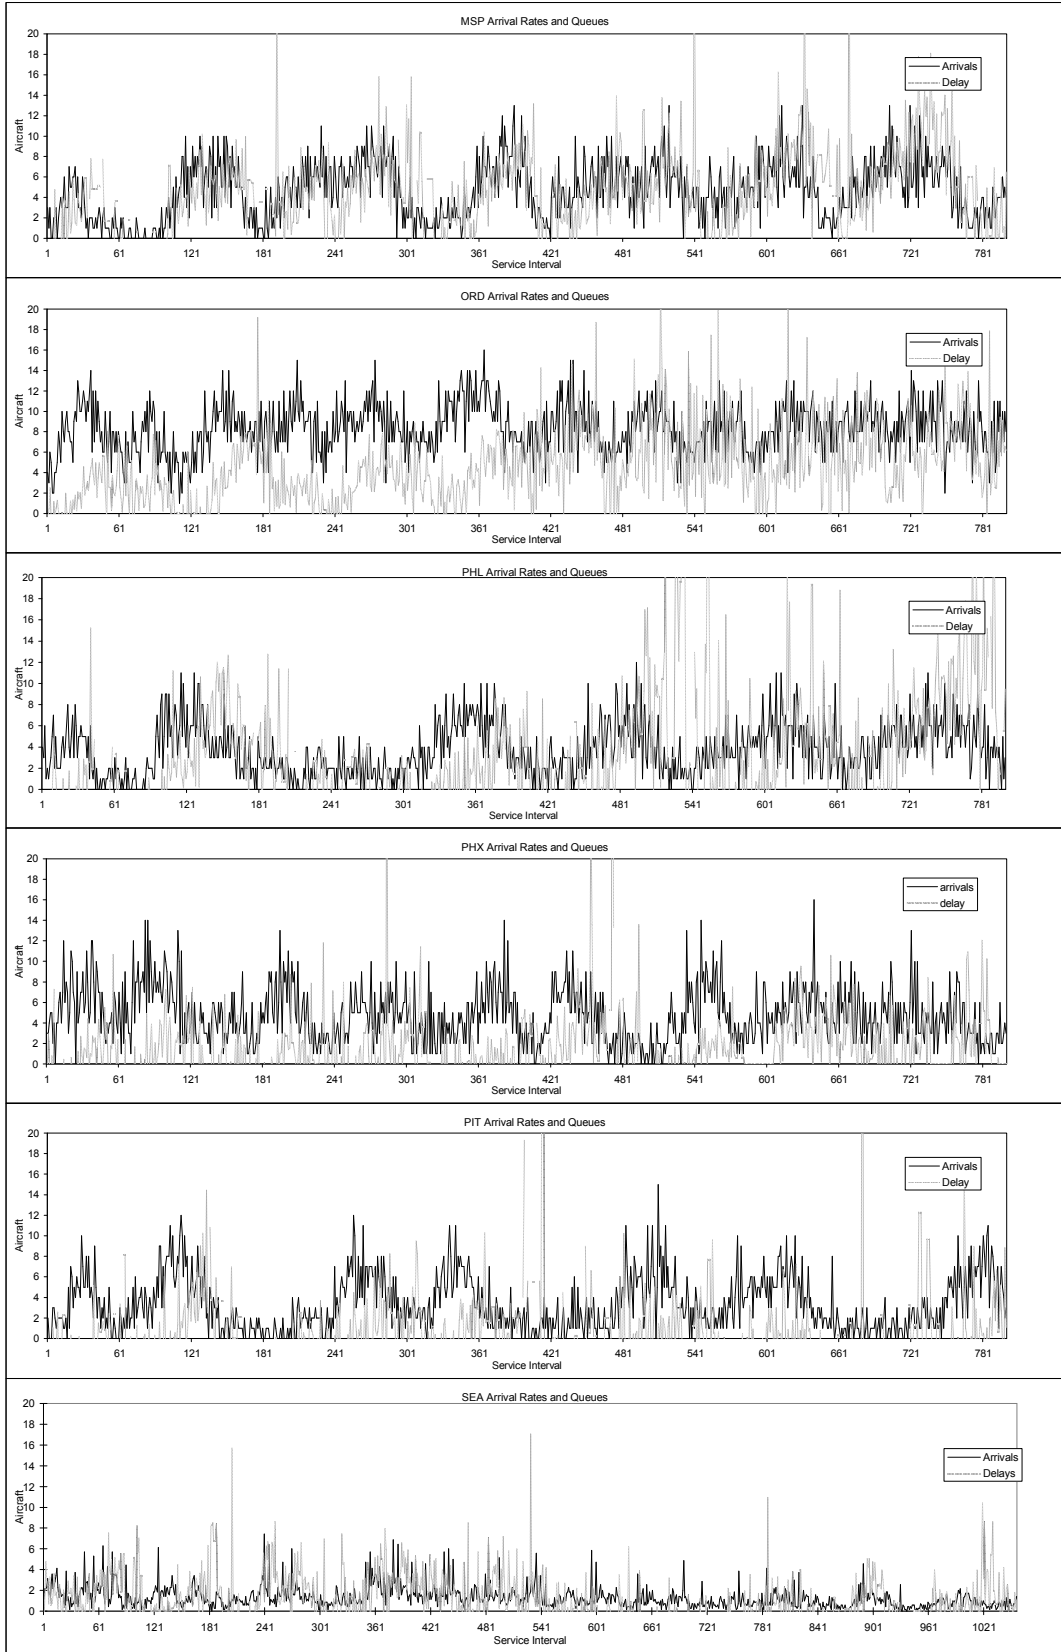 MSP Arrival Rates and Queues
20
18
16
14
12
10
8
6
4
2
0
Aircraft
Arrivals
Delay
1 61 121 181 241 301 361 421 481 541 601 661 721 781
Service Interval
ORD Arrival Rates and Queues
20
18
16
14
12
10
8
6
4
2
0
Aircraft
Arrivals
Delay
1 61 121 181 241 301 361 421 481 541 601 661 721 781
Service Interval
PHL Arrival Rates and Queues
20
18
16
14
12
10
8
6
4
2
0
Aircraft
Arrivals
Delay
1 61 121 181 241 301 361 421 481 541 601 661 721 781
Service Interval
PHX Arrival Rates and Queues
20
18
16
14
12
10
8
6
4
2
0
Aircraft
arrivals
delay
1 61 121 181 241 301 361 421 481 541 601 661 721 781
Service Interval
PIT Arrival Rates and Queues
20
18
16
14
12
10
8
6
4
2
0
Aircraft
Arrivals
Delay
1 61 121 181 241 301 361 421 481 541 601 661 721 781
Service Interval
SEA Arrival Rates and Queues
20
18
16
14
12
10
8
6
4
2
0
Aircraft
Arrivals
Delays
1 61 121 181 241 301 361 421 481 541 601 661 721 781 841 901 961 1021
Service Interval